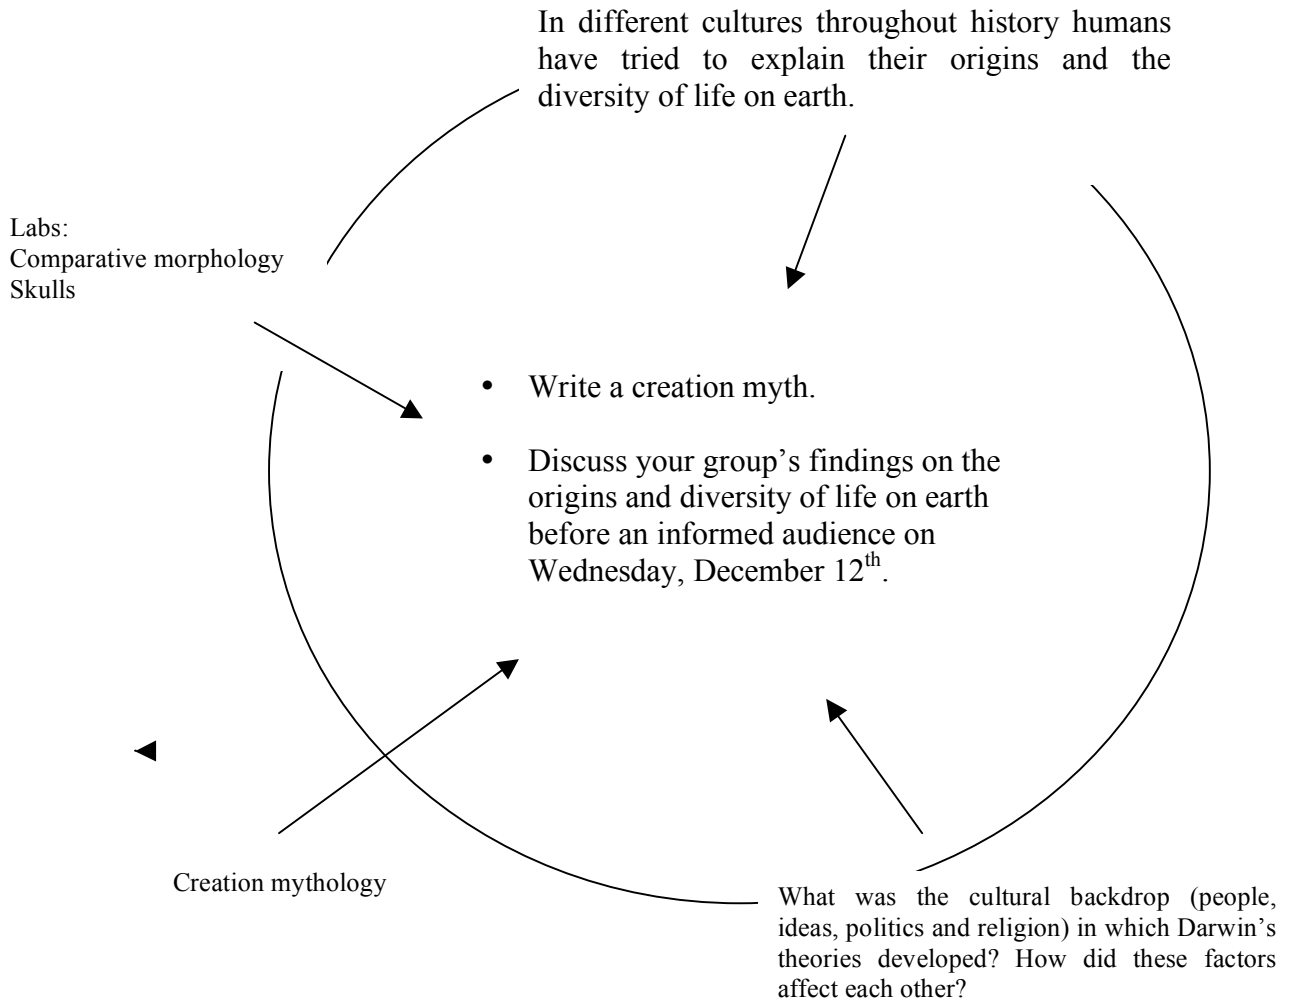 In different cultures throughout history humans
have tried to explain their origins and the
diversity of life on earth.
Labs:
Comparative morphology
Skulls
• Write a creation myth.
• Discuss your group’s findings on the
origins and diversity of life on earth
before an informed audience on
Wednesday, December 12th.
Creation mythology
What was the cultural backdrop (people,
ideas, politics and religion) in which Darwin’s
theories developed? How did these factors
affect each other?